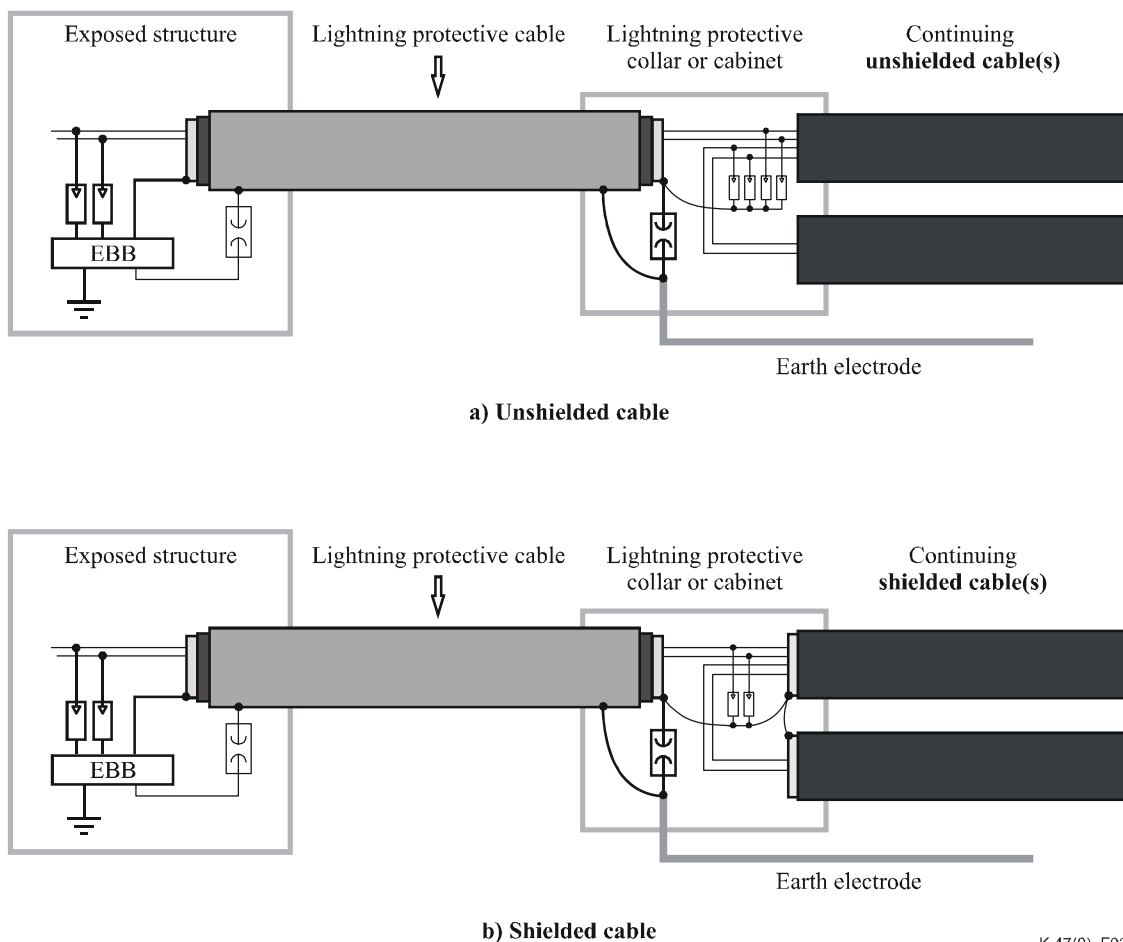 Exposed structure
Lightning protective cable
Lightning protective
collar or cabinet
Continuing
unshielded cable(s)
EBB
Earth electrode
a) Unshielded cable
Exposed structure
Lightning protective cable
Lightning protective
collar or cabinet
Continuing
shielded cable(s)
EBB
Earth electrode
b) Shielded cable